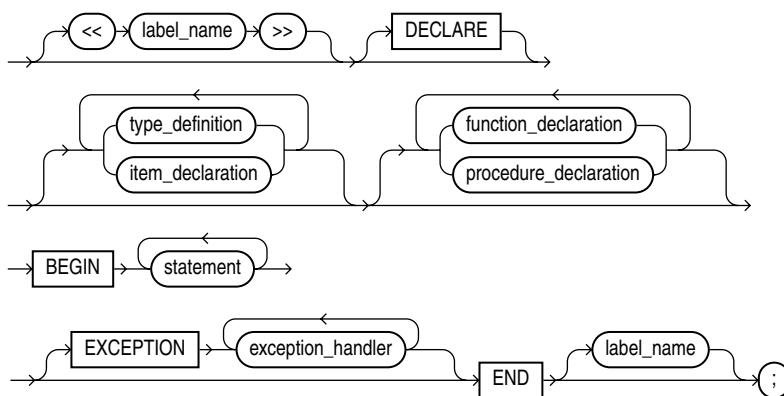 << label_name >> DECLARE
type_definition function_declaration
item_declaration procedure_declaration
BEGIN statement
EXCEPTION exception_handler label_name
END ;